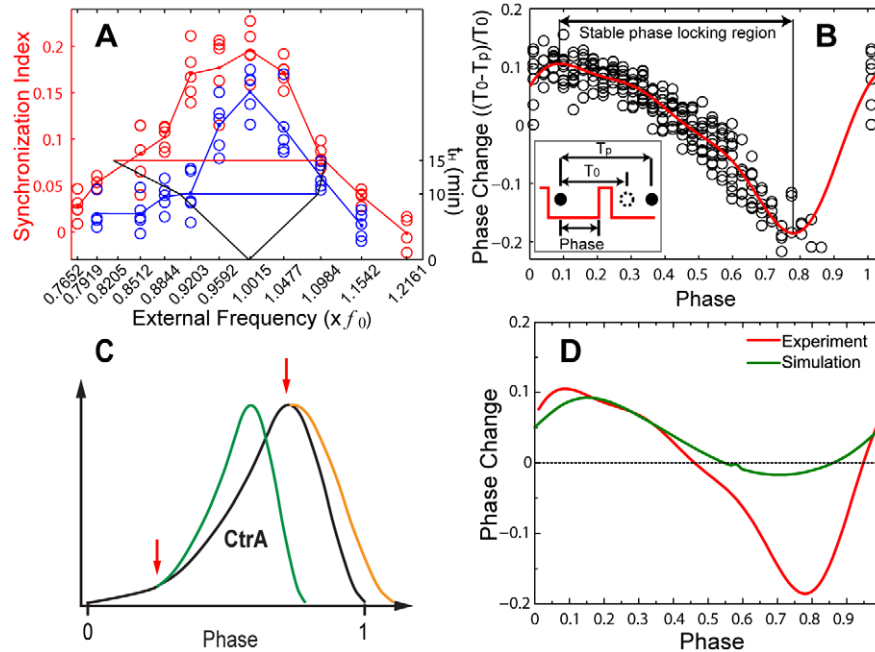 A
Synchronization Index
0.2
0.15
0.1
0.05
0
15
10
0
t_H (min)
0.7652
0.7919
0.8205
0.8512
0.8844
0.9203
0.9592
1.0015
1.0477
1.0984
1.1542
1.2161
External Frequency (x f₀)
B
Stable phase locking region
Phase Change ((T₀-Tₚ)/T₀)
0.2
0.1
0
-0.1
-0.2
Tₚ
T₀
Phase
0 0.1 0.2 0.3 0.4 0.5 0.6 0.7 0.8 0.9 1
Phase
C
CtrA
0
1
Phase
D
Experiment
Simulation
Phase Change
0.2
0.1
0
-0.1
-0.2
0 0.1 0.2 0.3 0.4 0.5 0.6 0.7 0.8 0.9
Phase